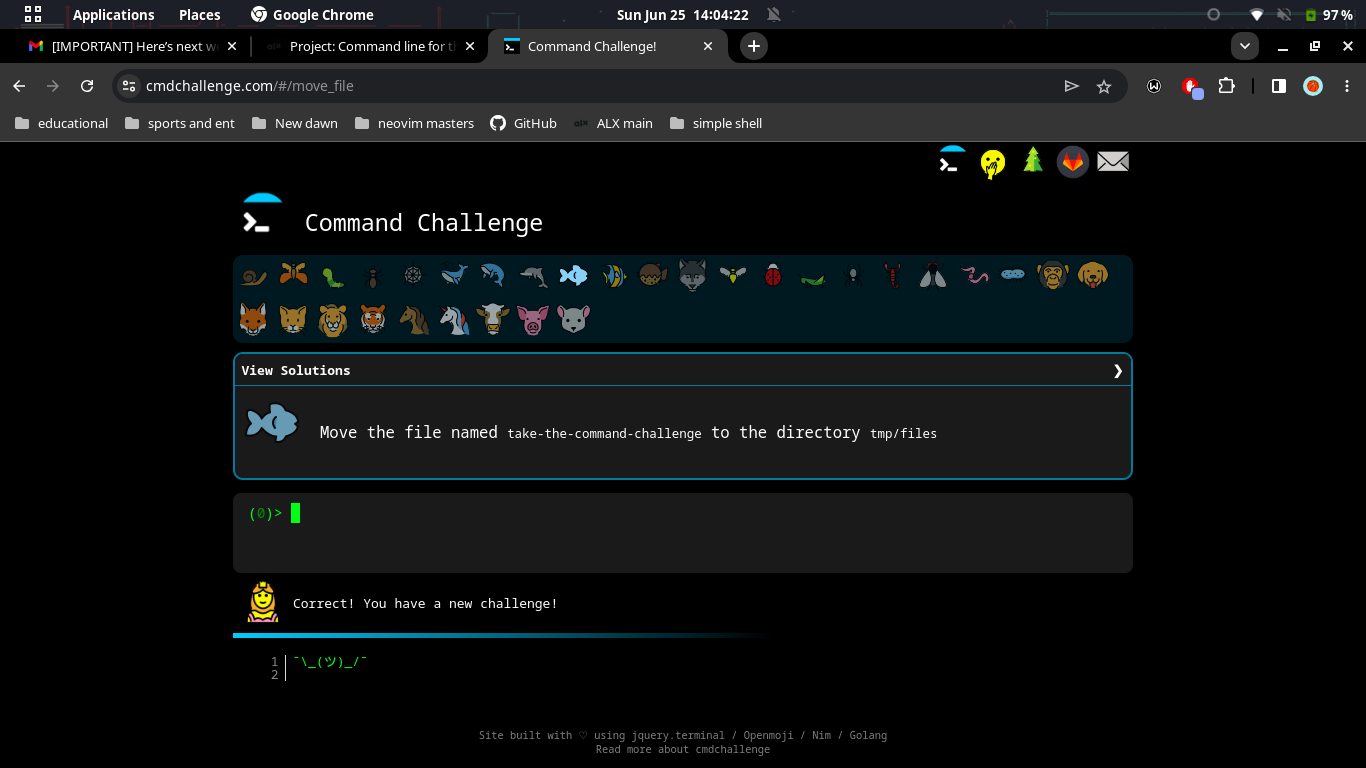 Applications Places Google Chrome Sun Jun 25 14:04:22 97 %
[IMPORTANT] Here's next w Project: Command line for t Command Challenge!
cmdchallenge.com/#/move_file
educational sports and ent New dawn neovim masters GitHub ALX main simple shell
Command Challenge
View Solutions ❯
Move the file named take-the-command-challenge to the directory tmp/files
(0)>
Correct! You have a new challenge!
1 ¯\_(ツ)_/¯
2
Site built with ♡ using jquery.terminal / Openmoji / Nim / Golang
Read more about cmdchallenge